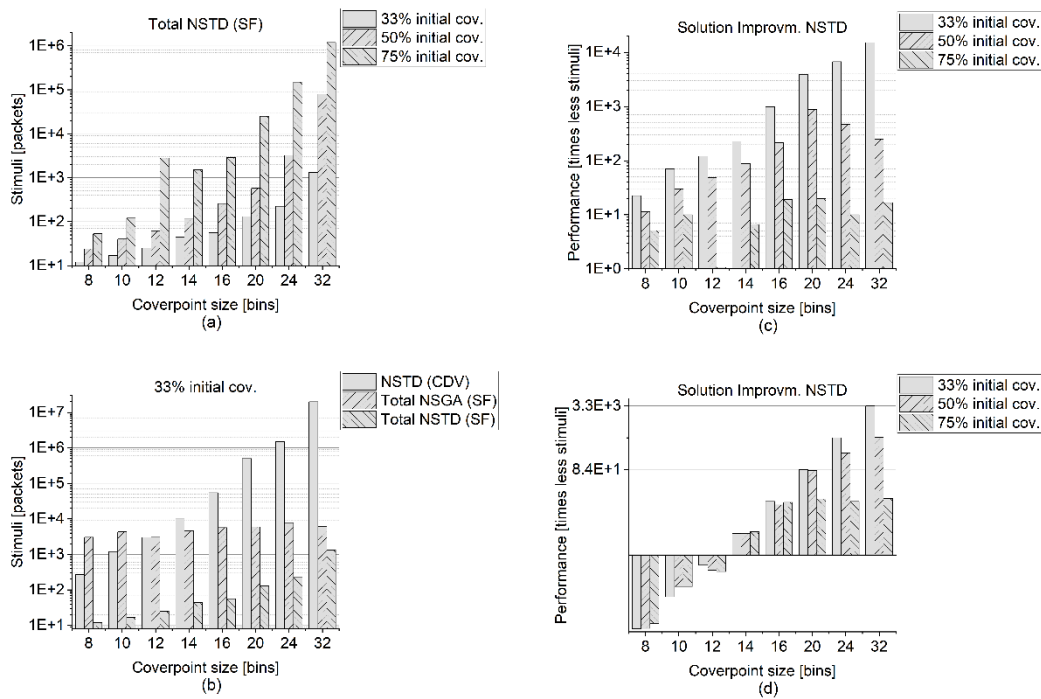 Total NSTD (SF)
33% initial cov.
50% initial cov.
75% initial cov.
1E+6
1E+5
1E+4
1E+3
1E+2
1E+1
Stimuli [packets]
8 10 12 14 16 20 24 32
Coverpoint size [bins]
(a)
Solution Improvm. NSTD
33% initial cov.
50% initial cov.
75% initial cov.
1E+4
1E+3
1E+2
1E+1
1E+0
Performance [times less stimuli]
8 10 12 14 16 20 24 32
Coverpoint size [bins]
(c)
33% initial cov.
NSTD (CDV)
Total NSGA (SF)
Total NSTD (SF)
1E+7
1E+6
1E+5
1E+4
1E+3
1E+2
1E+1
Stimuli [packets]
8 10 12 14 16 20 24 32
Coverpoint size [bins]
(b)
Solution Improvm. NSTD
33% initial cov.
50% initial cov.
75% initial cov.
3.3E+3
8.4E+1
Performance [times less stimuli]
8 10 12 14 16 20 24 32
Coverpoint size [bins]
(d)